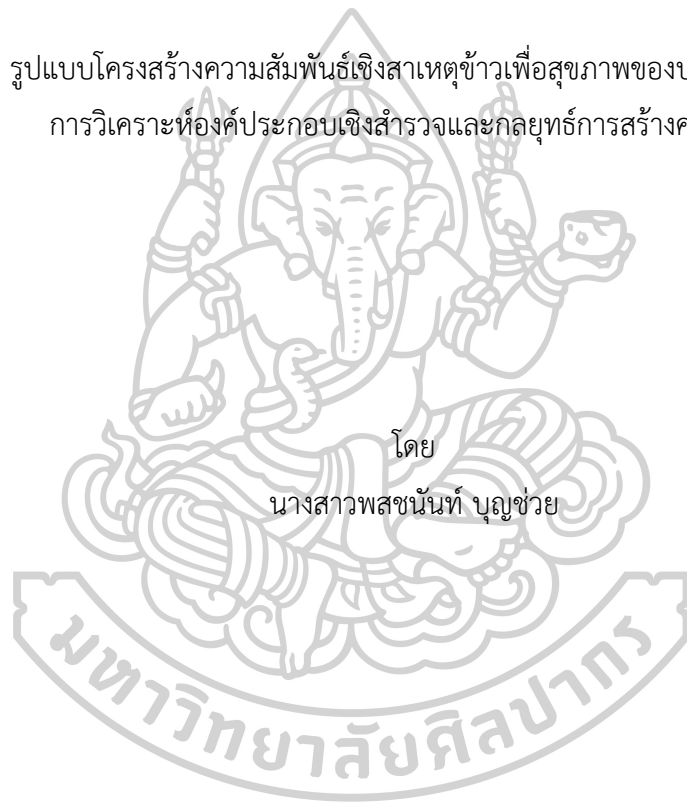 รูปแบบโครงสร้างความสัมพันธ์เชิงสาเหตุข้าวเพื่อสุขภาพของ
การวิเคราะห์องค์ประกอบเชิงสำรวจและกลยุทธ์การสร้าง
โดย
นางสาวพสชนันท์ บุญช่วย
มหาวิทยาลัยศิลปากร